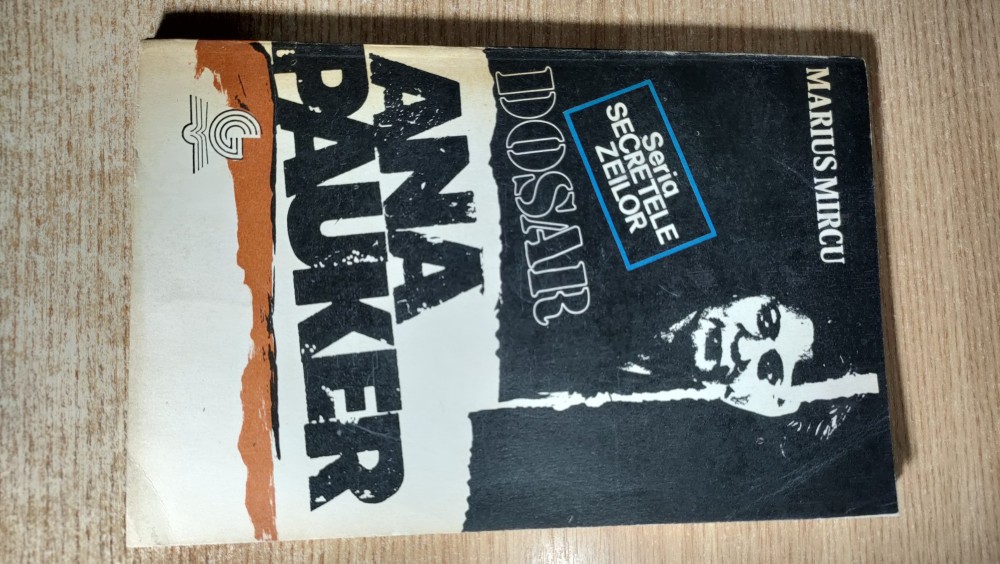 MARIUS MIRCU
Seria
SECRETELE
ZEILOR
DOSAR
ANA
PAUKER
G